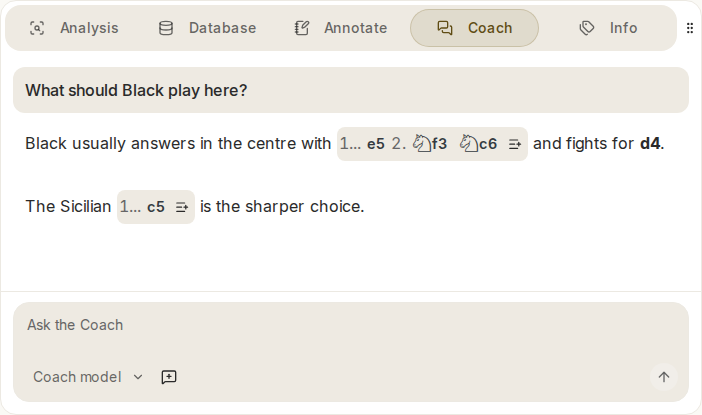 Analysis Database Annotate Coach Info
What should Black play here?
Black usually answers in the centre with 1... e5 2. ♘f3 ♘c6 and fights for d4.
The Sicilian 1... c5 is the sharper choice.
Ask the Coach
Coach model